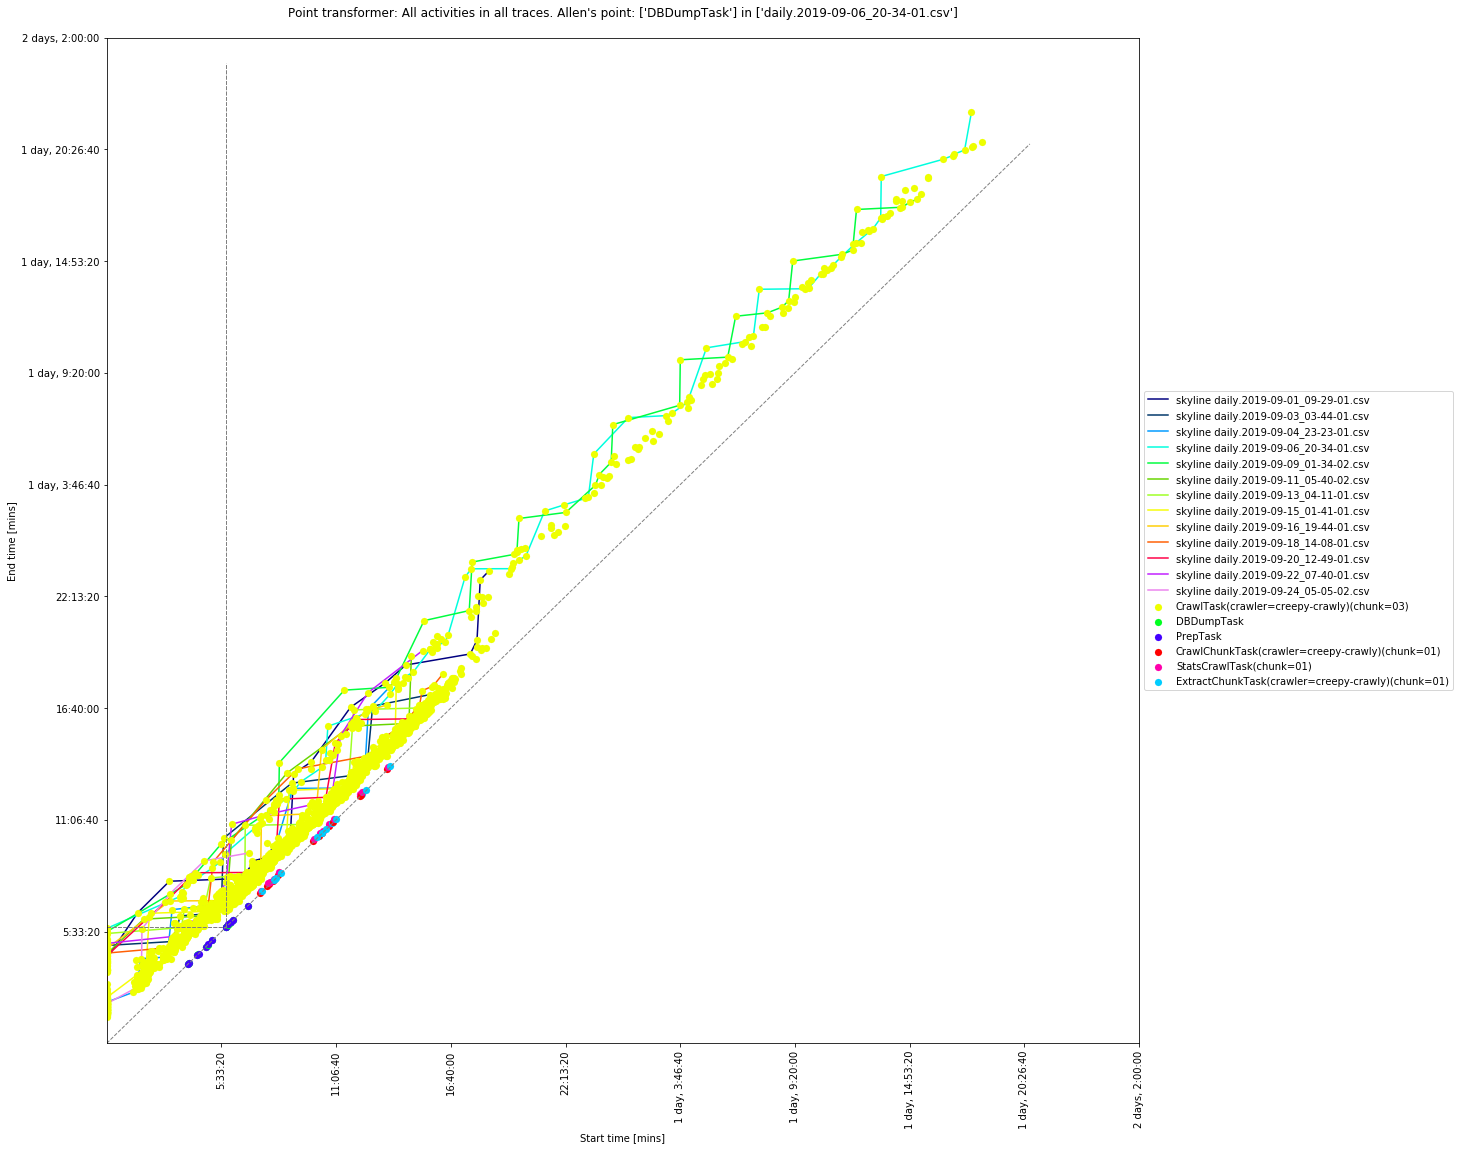 Point transformer: All activities in all traces. Allen's point: ['DBDumpTask'] in ['daily.2019-09-06_20-34-01.csv']
2 days, 2:00:00
1 day, 20:26:40
1 day, 14:53:20
1 day, 9:20:00
1 day, 3:46:40
22:13:20
16:40:00
11:06:40
5:33:20
End time [mins]
skyline daily.2019-09-01_09-29-01.csv
skyline daily.2019-09-03_03-44-01.csv
skyline daily.2019-09-04_23-23-01.csv
skyline daily.2019-09-06_20-34-01.csv
skyline daily.2019-09-09_01-34-02.csv
skyline daily.2019-09-11_05-40-02.csv
skyline daily.2019-09-13_04-11-01.csv
skyline daily.2019-09-15_01-41-01.csv
skyline daily.2019-09-16_19-44-01.csv
skyline daily.2019-09-18_14-08-01.csv
skyline daily.2019-09-20_12-49-01.csv
skyline daily.2019-09-22_07-40-01.csv
skyline daily.2019-09-24_05-05-02.csv
CrawlTask(crawler=creepy-crawly)(chunk=03)
DBDumpTask
PrepTask
CrawlChunkTask(crawler=creepy-crawly)(chunk=01)
StatsCrawlTask(chunk=01)
ExtractChunkTask(crawler=creepy-crawly)(chunk=01)
5:33:20
11:06:40
16:40:00
22:13:20
1 day, 3:46:40
1 day, 9:20:00
1 day, 14:53:20
1 day, 20:26:40
2 days, 2:00:00
Start time [mins]